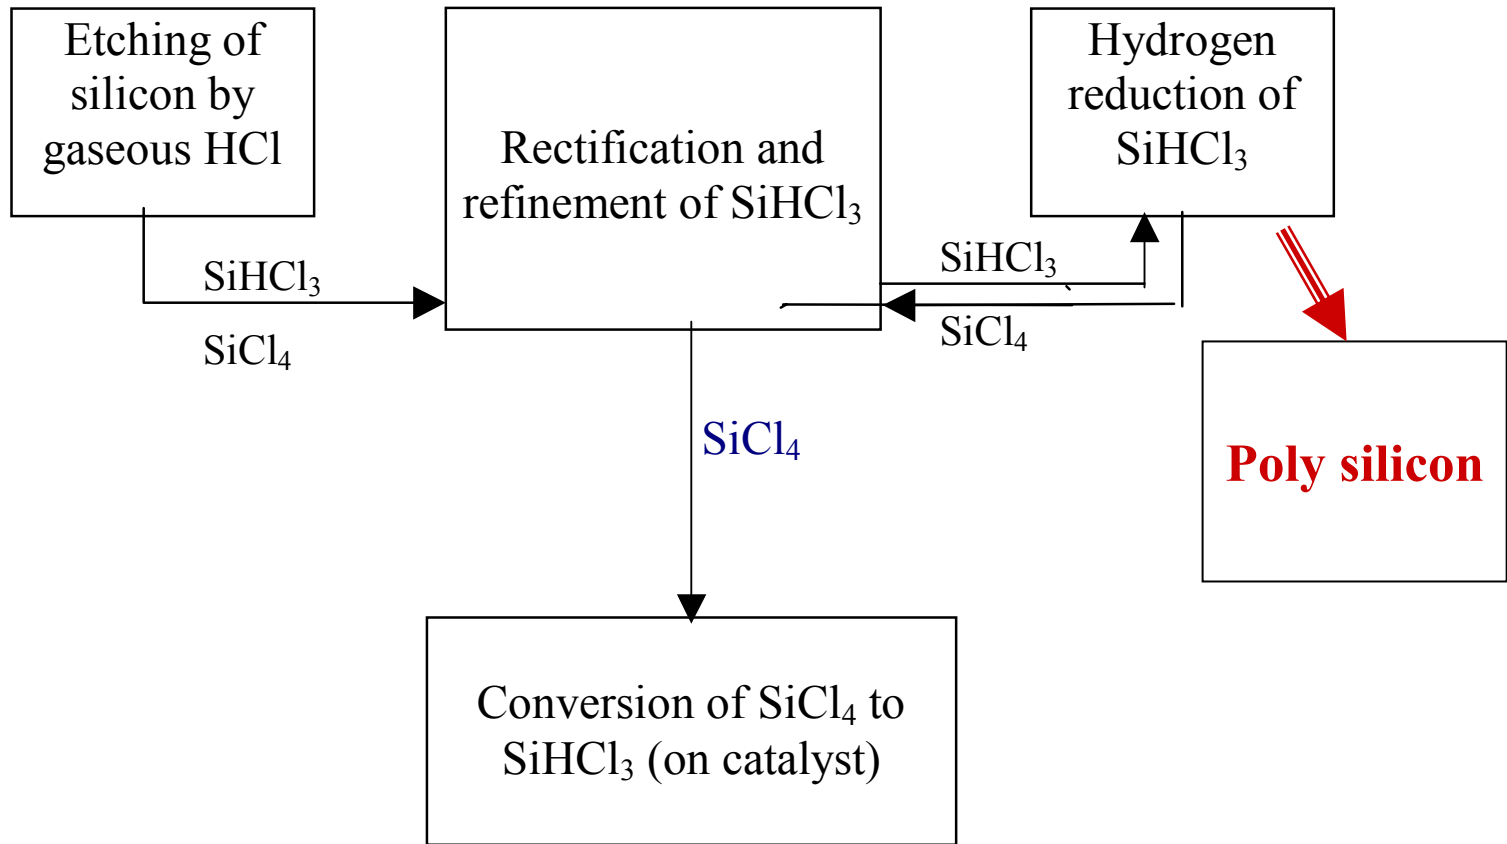 Etching of
silicon by
gaseous HCl
Rectification and
refinement of SiHCl₃
Hydrogen
reduction of
SiHCl₃
SiHCl₃
SiCl₄
SiHCl₃
SiCl₄
SiCl₄
Poly silicon
Conversion of SiCl₄ to
SiHCl₃ (on catalyst)